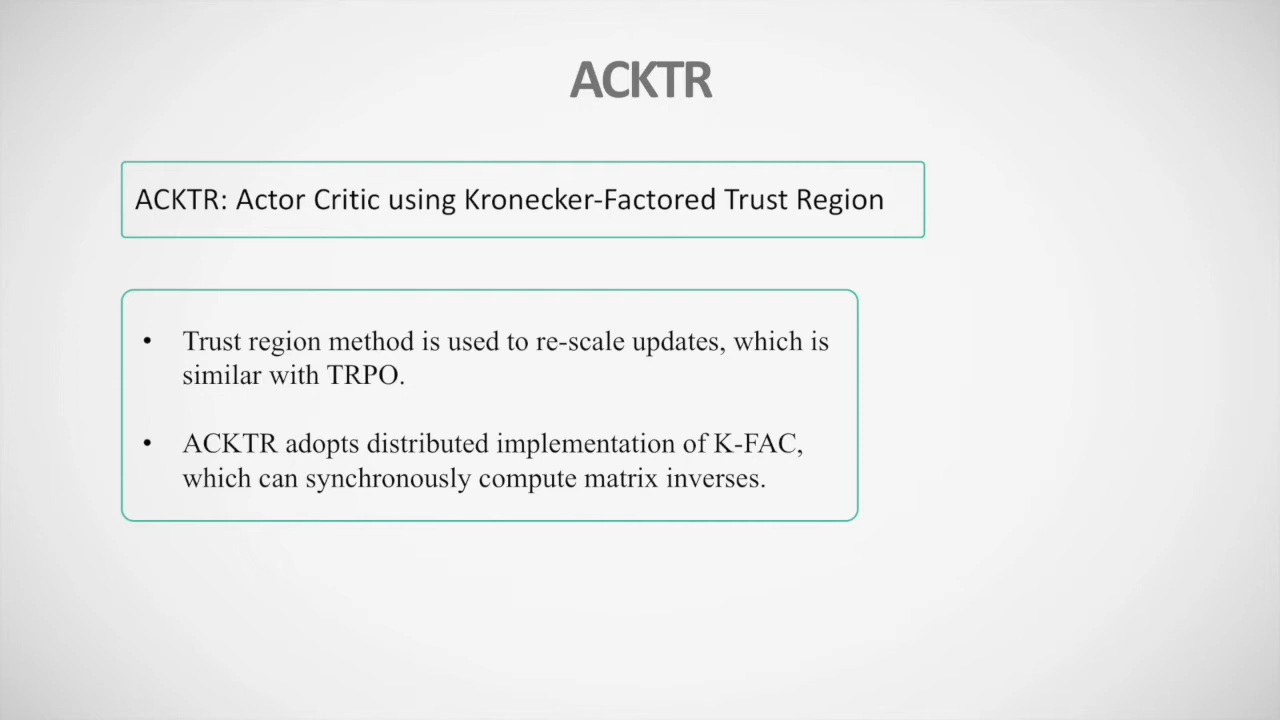 ACKTR
ACKTR: Actor Critic using Kronecker-Factored Trust Region
• Trust region method is used to re-scale updates, which is
similar with TRPO.
• ACKTR adopts distributed implementation of K-FAC,
which can synchronously compute matrix inverses.